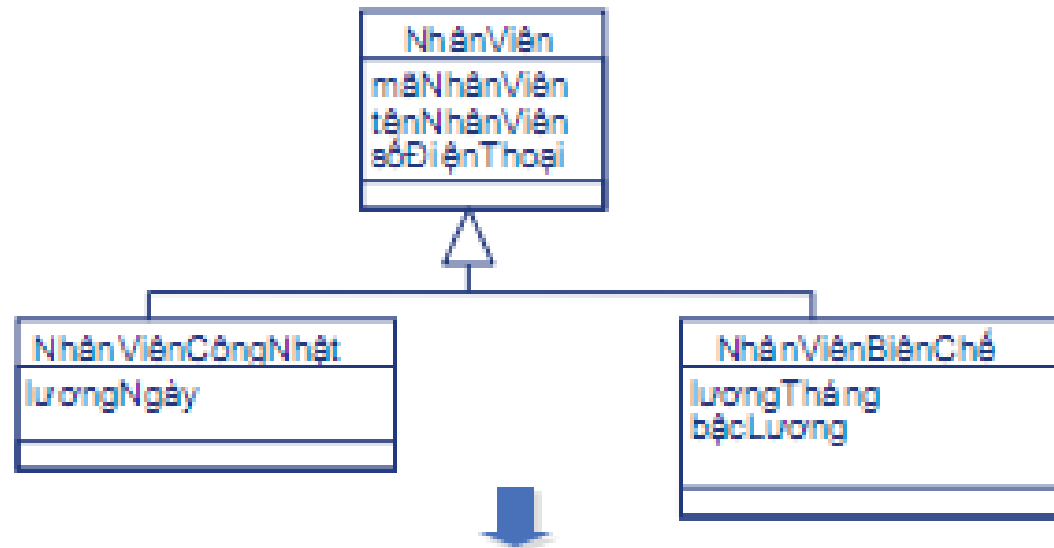 NhânViên
mãNhânViên
tênNhânViên
sốĐiệnThoại
NhânViênCôngNhật
lươngNgày
NhânViênBiênChế
lươngTháng
bậcLương